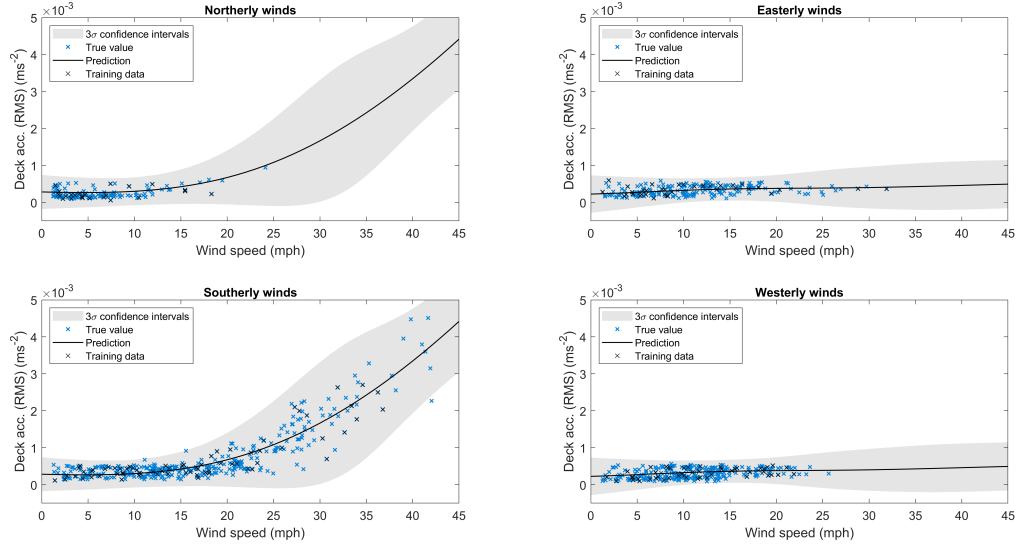 Northerly winds
×10-3
5
4
3
2
1
0
Deck acc. (RMS) (ms-2)
3σ confidence intervals
True value
Prediction
Training data
0 5 10 15 20 25 30 35 40 45
Wind speed (mph)
Easterly winds
×10-3
5
4
3
2
1
0
Deck acc. (RMS) (ms-2)
3σ confidence intervals
True value
Prediction
Training data
0 5 10 15 20 25 30 35 40 45
Wind speed (mph)
Southerly winds
×10-3
5
4
3
2
1
0
Deck acc. (RMS) (ms-2)
3σ confidence intervals
True value
Prediction
Training data
0 5 10 15 20 25 30 35 40 45
Wind speed (mph)
Westerly winds
×10-3
5
4
3
2
1
0
Deck acc. (RMS) (ms-2)
3σ confidence intervals
True value
Prediction
Training data
0 5 10 15 20 25 30 35 40 45
Wind speed (mph)